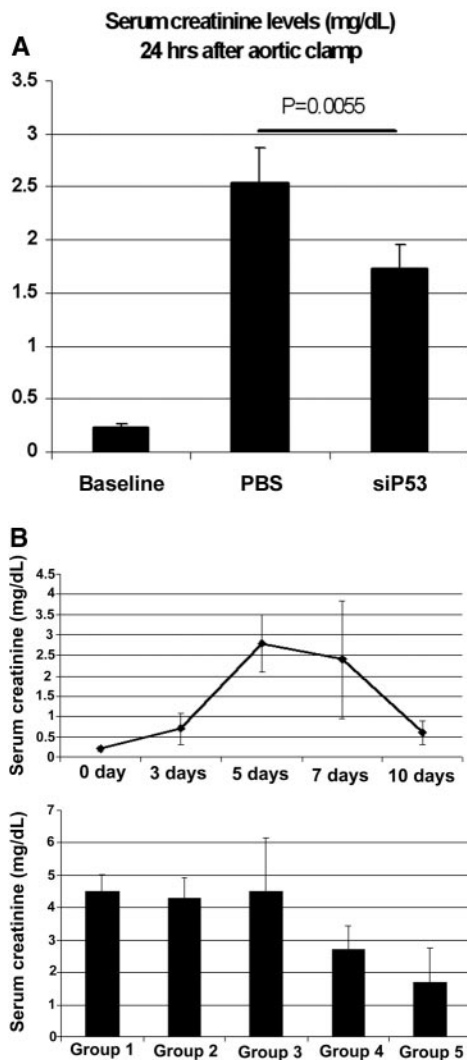 A
Serum creatinine levels (mg/dL)
24 hrs after aortic clamp
P=0.0055
3.5
3
2.5
2
1.5
1
0.5
0
Baseline PBS siP53
B
Serum creatinine (mg/dL)
4.5
4
3.5
3
2.5
2
1.5
1
0.5
0
0 day 3 days 5 days 7 days 10 days
Serum creatinine (mg/dL)
7
6
5
4
3
2
1
0
Group 1 Group 2 Group 3 Group 4 Group 5